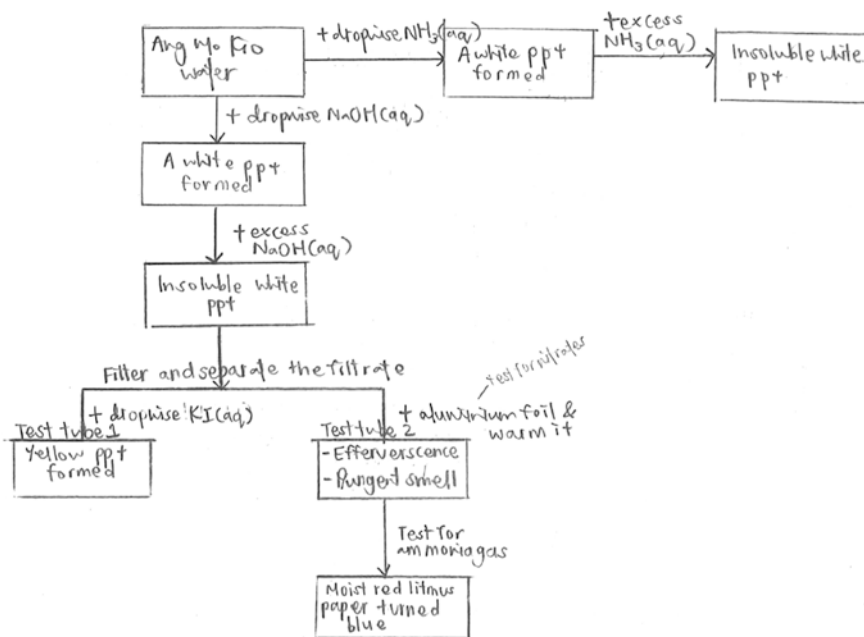 Ang Mo Kio
water
+ dropwise NH3(aq)
A white ppt
formed
+ excess
NH3(aq)
Insoluble white
ppt
+ dropwise NaOH(aq)
A white ppt
formed
+ excess
NaOH(aq)
Insoluble white
ppt
Filter and separate the filtrate
test for nitrates
+ dropwise KI(aq)
+ aluminium foil &
warm it
Test tube 1
Yellow ppt
formed
Test tube 2
- Efferverscence
- Pungent smell
Test for
ammonia gas
Moist red litmus
paper turned
blue